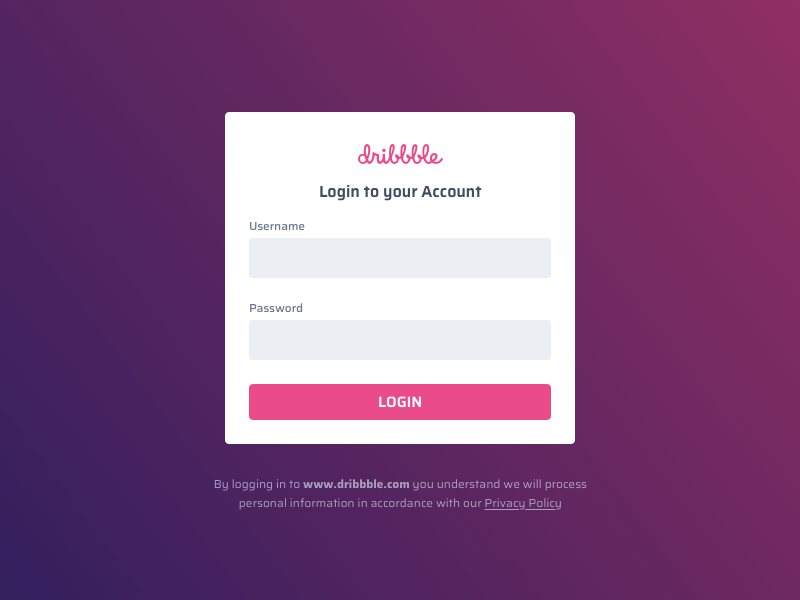 dribbble
Login to your Account
Username
Password
LOGIN
By logging in to www.dribbble.com you understand we will process
personal information in accordance with our Privacy Policy